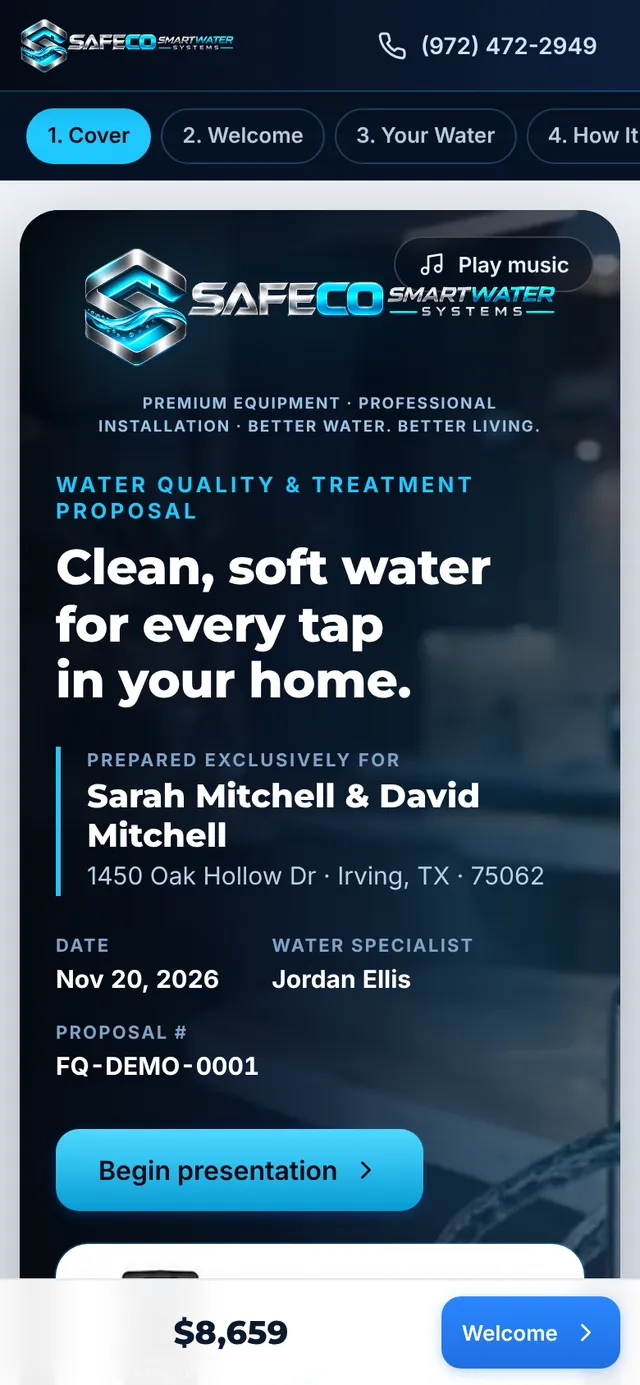 SAFECO SMARTWATER SYSTEMS
(972) 472-2949
1. Cover
2. Welcome
3. Your Water
4. How It
Play music
SAFECO SMARTWATER
SYSTEMS
PREMIUM EQUIPMENT · PROFESSIONAL
INSTALLATION · BETTER WATER. BETTER LIVING.
WATER QUALITY & TREATMENT
PROPOSAL
Clean, soft water
for every tap
in your home.
PREPARED EXCLUSIVELY FOR
Sarah Mitchell & David
Mitchell
1450 Oak Hollow Dr · Irving, TX · 75062
DATE
Nov 20, 2026
WATER SPECIALIST
Jordan Ellis
PROPOSAL #
FQ-DEMO-0001
Begin presentation
$8,659
Welcome